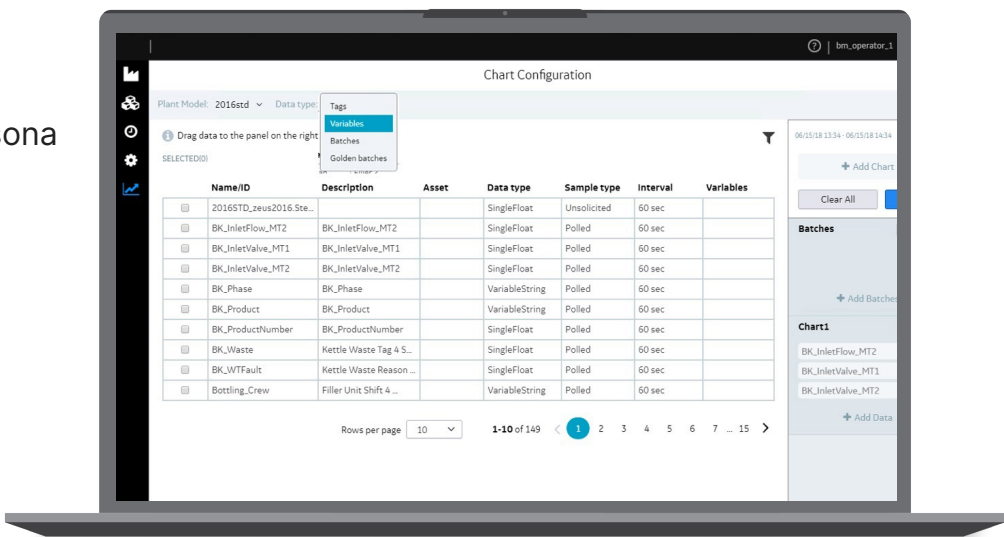 sona
bm_operator_1
Chart Configuration
Plant Model: 2016std Data type:
Tags
Variables
Batches
Golden batches
Drag data to the panel on the right
SELECTED(0)
06/15/18 13:34 - 06/15/18 14:34
+ Add Chart
Clear All
Name/ID Description Asset Data type Sample type Interval Variables
2016STD_zeus2016.Ste... SingleFloat Unsolicited 60 sec
BK_InletFlow_MT2 BK_InletFlow_MT2 SingleFloat Polled 60 sec
BK_InletValve_MT1 BK_InletValve_MT1 SingleFloat Polled 60 sec
BK_InletValve_MT2 BK_InletValve_MT2 SingleFloat Polled 60 sec
BK_Phase BK_Phase VariableString Polled 60 sec
BK_Product BK_Product VariableString Polled 60 sec
BK_ProductNumber BK_ProductNumber SingleFloat Polled 60 sec
BK_Waste Kettle Waste Tag 4 S... SingleFloat Polled 60 sec
BK_WTFault Kettle Waste Reason ... SingleFloat Polled 60 sec
Bottling_Crew Filler Unit Shift 4 ... VariableString Polled 60 sec
Rows per page 10 1-10 of 149 < 1 2 3 4 5 6 7 ... 15 >
Batches
+ Add Batches
Chart1
BK_InletFlow_MT2
BK_InletValve_MT1
BK_InletValve_MT2
+ Add Data